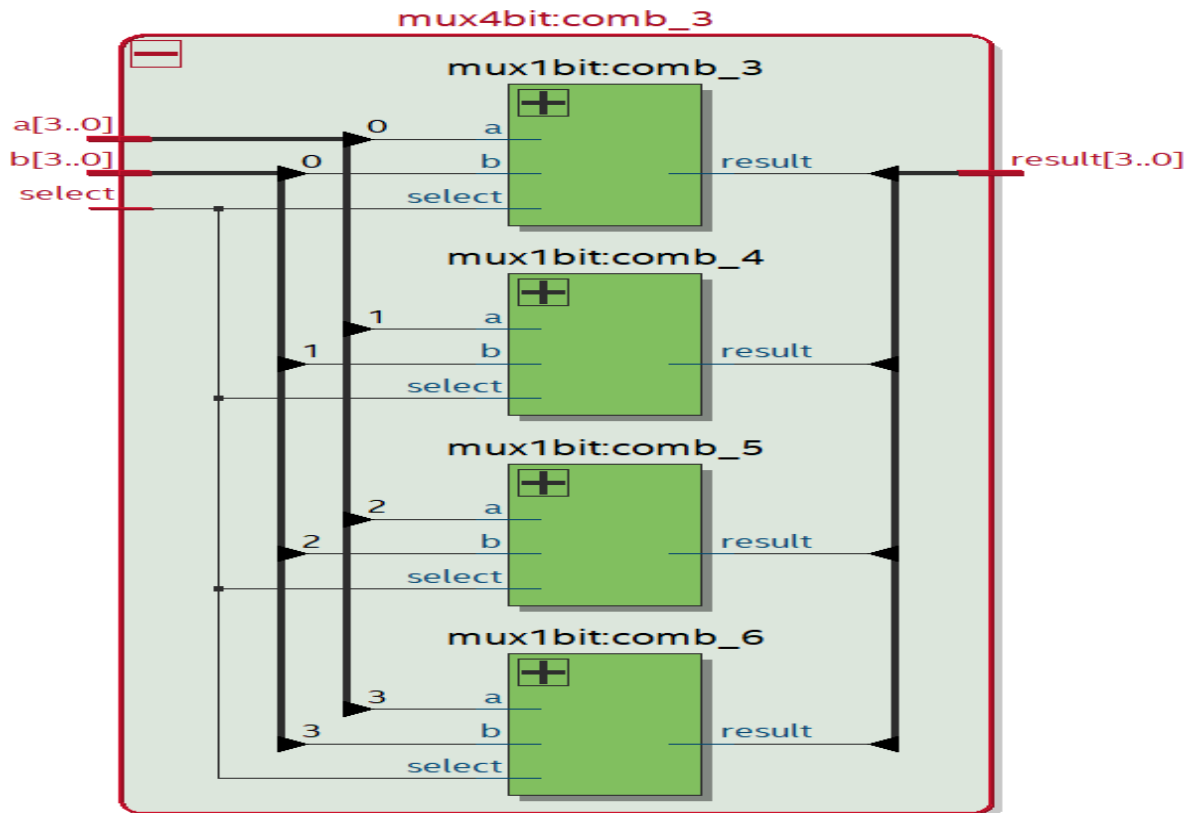 mux4bit:comb_3
mux1bit:comb_3
a[3..0]
0
a
b[3..0]
0
b
result
result[3..0]
select
select
mux1bit:comb_4
1
a
1
b
result
select
mux1bit:comb_5
2
a
2
b
result
select
mux1bit:comb_6
3
a
3
b
result
select